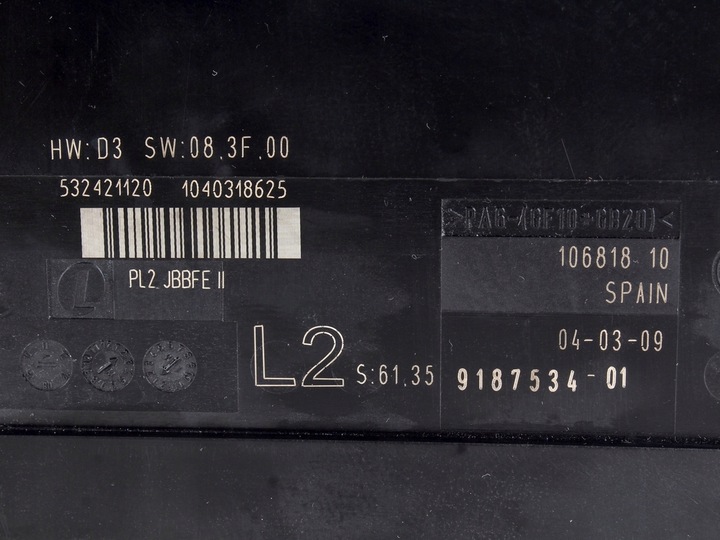 HW:D3 SW:08.3F.00
532421120 1040318625
PL2 JBBFE II
106818 10
SPAIN
04-03-09
L2 S:61.35 9187534-01